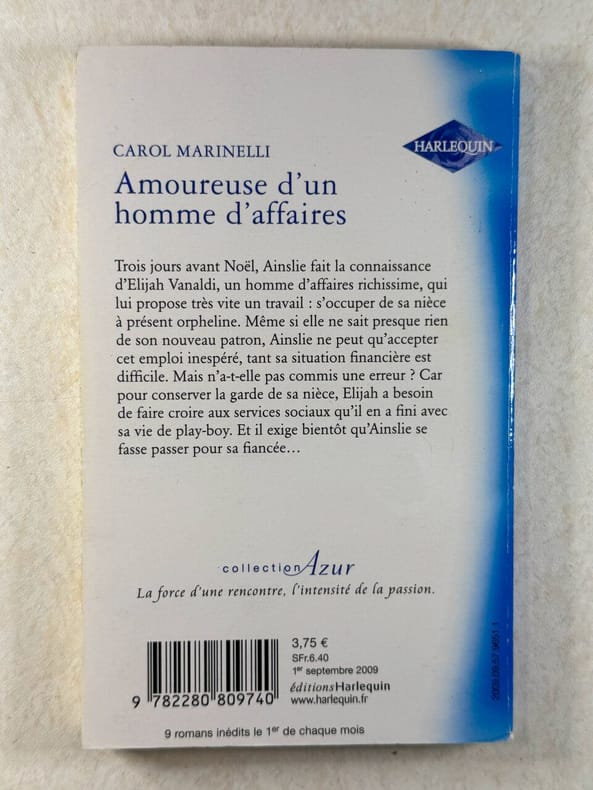 HARLEQUIN
CAROL MARINELLI
Amoureuse d'un
homme d'affaires
Trois jours avant Noël, Ainslie fait la connaissance
d'Elijah Vanaldi, un homme d'affaires richissime, qui
lui propose très vite un travail : s'occuper de sa nièce
à présent orpheline. Même si elle ne sait presque rien
de son nouveau patron, Ainslie ne peut qu'accepter
cet emploi inespéré, tant sa situation financière est
difficile. Mais n'a-t-elle pas commis une erreur ? Car
pour conserver la garde de sa nièce, Elijah a besoin
de faire croire aux services sociaux qu'il en a fini avec
sa vie de play-boy. Et il exige bientôt qu'Ainslie se
fasse passer pour sa fiancée…
collection Azur
La force d'une rencontre, l'intensité de la passion.
3,75 €
SFr.6.40
1er septembre 2009
éditionsHarlequin
www.harlequin.fr
9 782280 809740
9 romans inédits le 1er de chaque mois
2009.09.57.9651.1